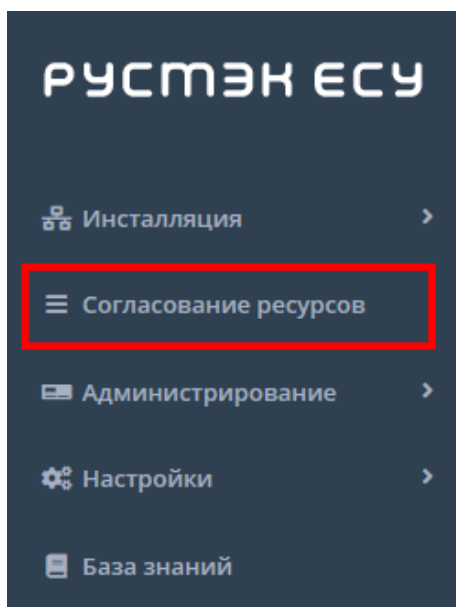 РУСТЭК ЕСУ
Инсталляция
Согласование ресурсов
Администрирование
Настройки
База знаний